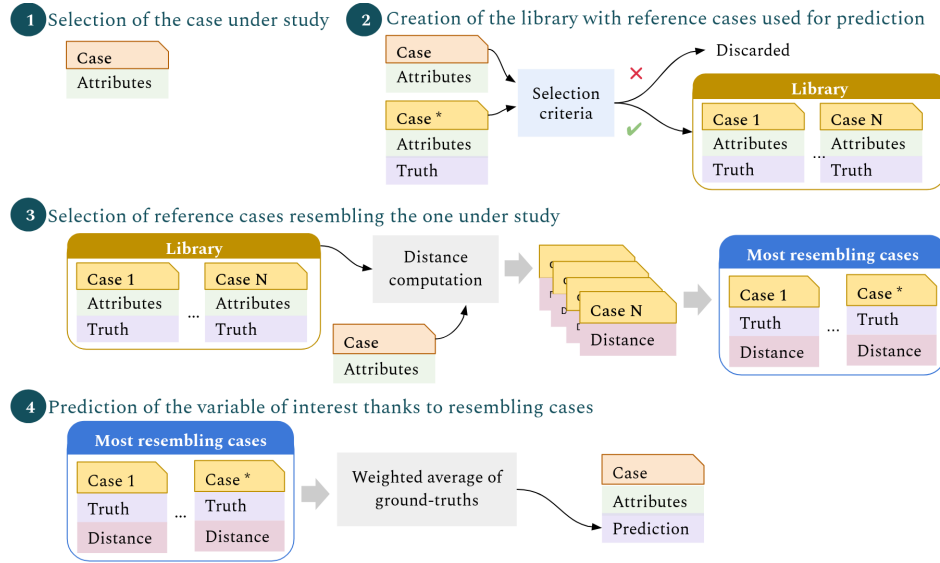 1 Selection of the case under study
Case
Attributes
2 Creation of the library with reference cases used for prediction
Case
Attributes
Case *
Attributes
Truth
Selection
criteria
Discarded
Library
Case 1
Attributes
Truth
...
Case N
Attributes
Truth
3 Selection of reference cases resembling the one under study
Library
Case 1
Attributes
Truth
...
Case N
Attributes
Truth
Case
Attributes
Distance
computation
Case N
Distance
Most resembling cases
Case 1
Truth
Distance
...
Case *
Truth
Distance
4 Prediction of the variable of interest thanks to resembling cases
Most resembling cases
Case 1
Truth
Distance
...
Case *
Truth
Distance
Weighted average of
ground-truths
Case
Attributes
Prediction